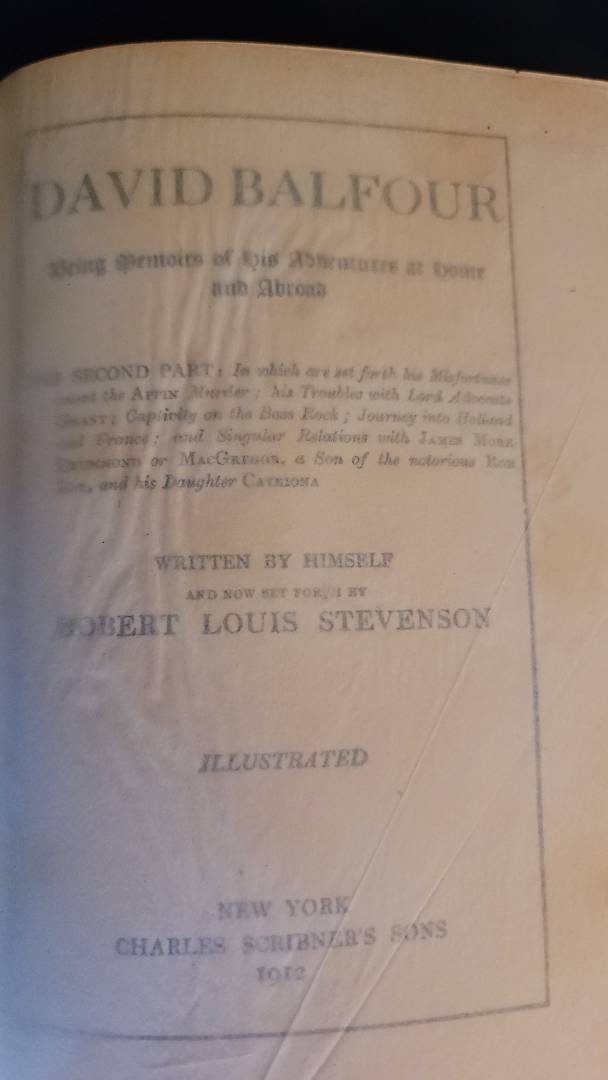 DAVID BALFOUR
Being Memoirs of His Adventures at Home
and Abroad
SECOND PART: In which are set forth his Misfortunes
the APPIN Murder; his Troubles with Lord Advocate
GRANT; Captivity on the Bass Rock; Journey into Holland
and France; and Singular Relations with JAMES MORE
DRUMMOND or MACGREGOR, a Son of the notorious ROB
ROY, and his Daughter CATRIONA
WRITTEN BY HIMSELF
AND NOW SET FORTH BY
ROBERT LOUIS STEVENSON
ILLUSTRATED
NEW YORK
CHARLES SCRIBNER'S SONS
1912